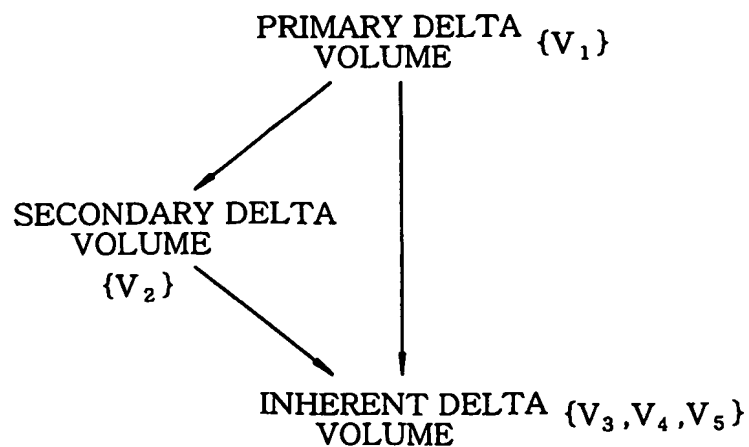 PRIMARY DELTA VOLUME {V₁}
SECONDARY DELTA VOLUME
{V₂}
INHERENT DELTA VOLUME {V₃,V₄,V₅}